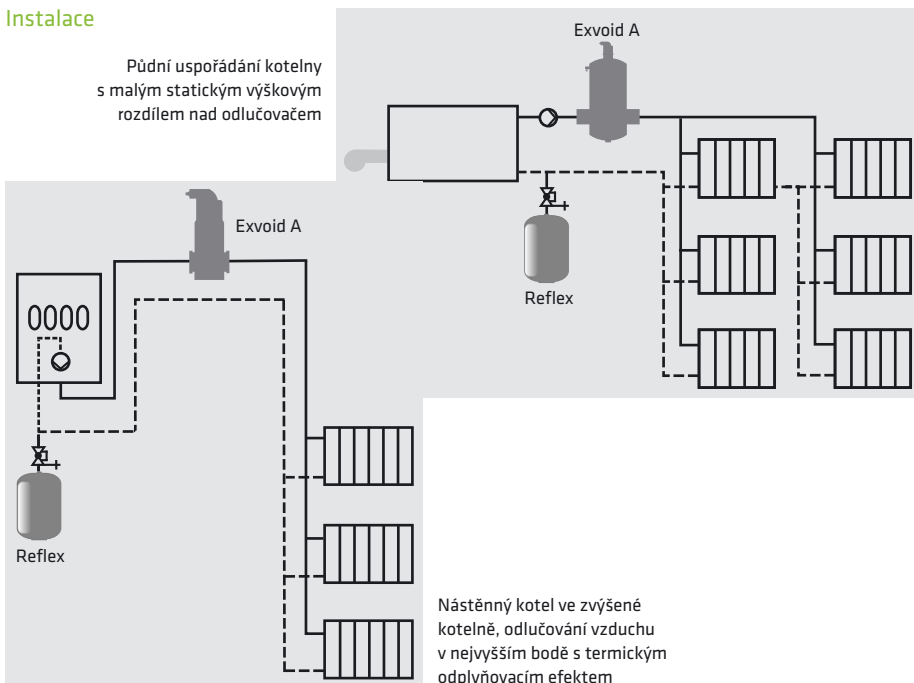 Instalace
Půdní uspořádání kotelny
s malým statickým výškovým
rozdílem nad odlučovačem
Exvoid A
Reflex
Exvoid A
Reflex
Nástěnný kotel ve zvýšené
kotelně, odlučování vzduchu
v nejvyšším bodě s termickým
odplyňovacím efektem